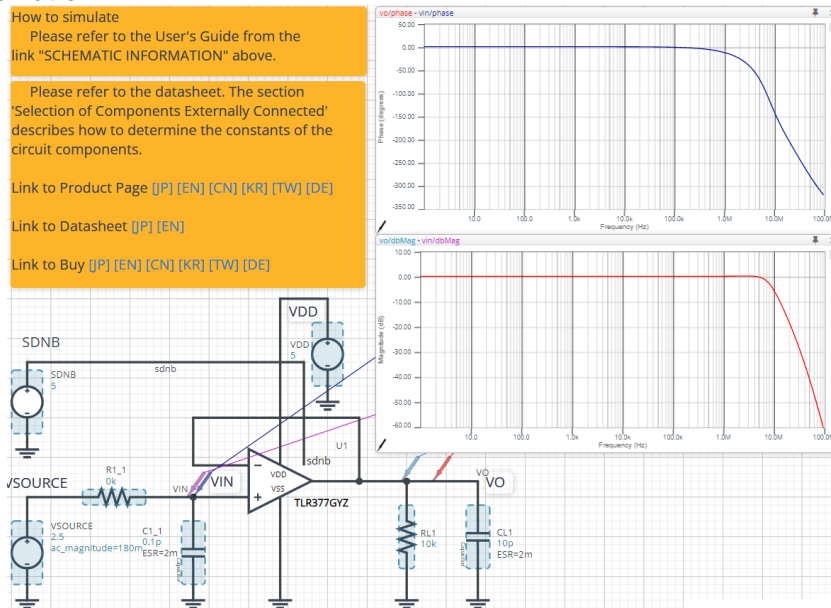 How to simulate
Please refer to the User's Guide from the
link "SCHEMATIC INFORMATION" above.
Please refer to the datasheet. The section
'Selection of Components Externally Connected'
describes how to determine the constants of the
circuit components.
Link to Product Page [JP] [EN] [CN] [KR] [TW] [DE]
Link to Datasheet [JP] [EN]
Link to Buy [JP] [EN] [CN] [KR] [TW] [DE]
vo/phase - vin/phase
50.00
0.00
-50.00
-100.00
-150.00
-200.00
-250.00
-300.00
-350.00
Phase (degrees)
10.0
100.0
1.0k
10.0k
100.0k
1.0M
10.0M
100.0M
Frequency (Hz)
vo/dbMag - vin/dbMag
10.00
0.00
-10.00
-20.00
-30.00
-40.00
-50.00
-60.00
Magnitude (dB)
10.0
100.0
1.0k
10.0k
100.0k
1.0M
10.0M
100.0
Frequency (Hz)
VDD
VDD
5
SDNB
SDNB
5
sdnb
U1
sdnb
VDD
VSS
TLR377GYZ
VSOURCE
R1_1
0k
VIN
VIN
VO
VO
VSOURCE
2.5
ac_magnitude=180m
C1_1
0.1p
ESR=2m
RL1
10k
CL1
10p
ESR=2m